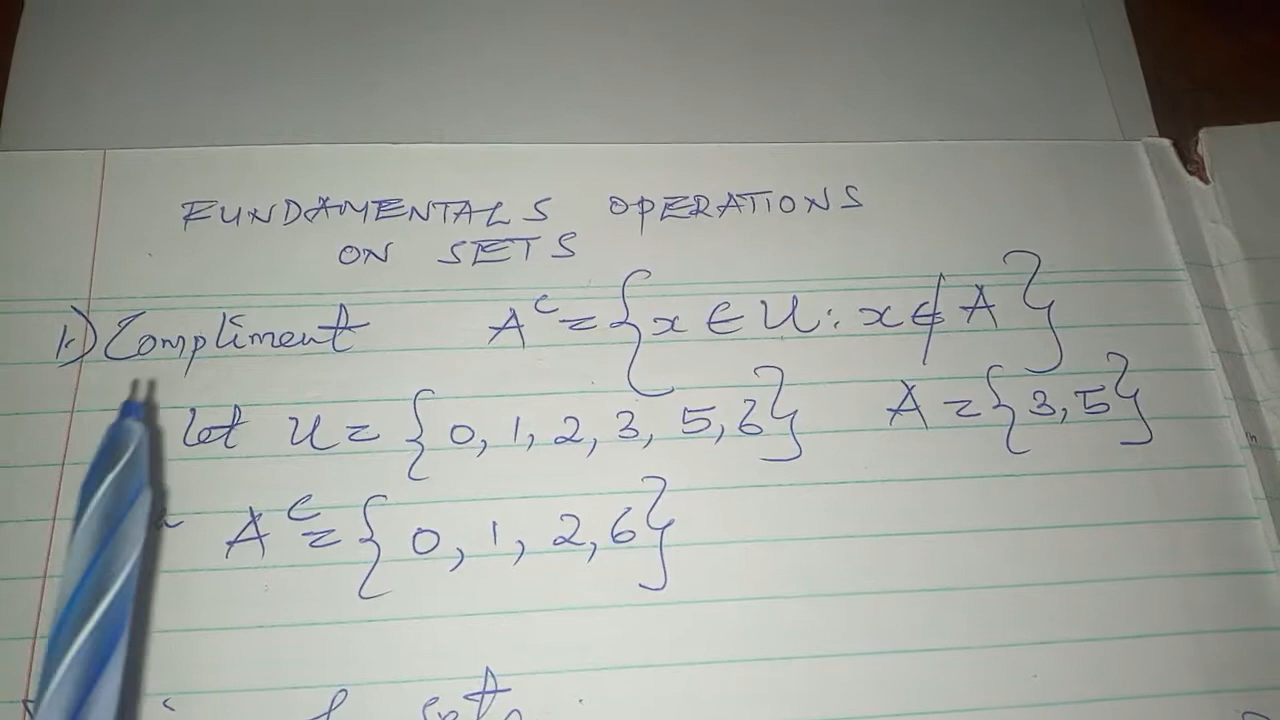 FUNDAMENTALS OPERATIONS
ON SETS
1.) Compliment A^c = {x ∈ U : x ∉ A}
let U = {0, 1, 2, 3, 5, 6} A = {3, 5}
A^c = {0, 1, 2, 6}